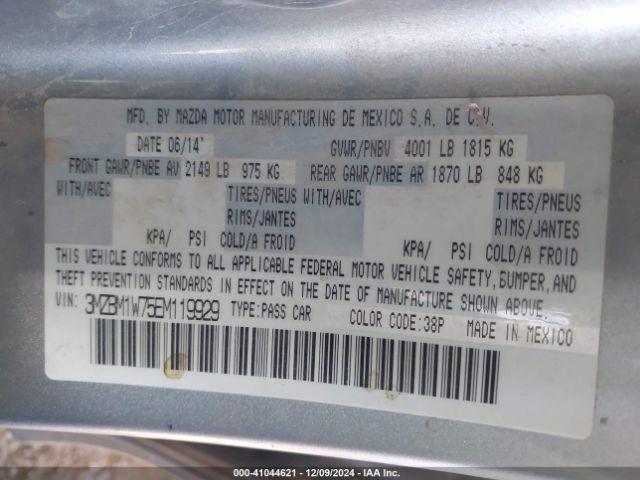 MFD. BY MAZDA MOTOR MANUFACTURING DE MEXICO S.A. DE C.V.
DATE 06/14 GVWR/PNBV 4001 LB 1815 KG
FRONT GAWR/PNBE AV 2149 LB 975 KG REAR GAWR/PNBE AR 1870 LB 848 KG
WITH/AVEC TIRES/PNEUS WITH/AVEC TIRES/PNEUS
RIMS/JANTES RIMS/JANTES
KPA/ PSI COLD/A FROID KPA/ PSI COLD/A FROID
THIS VEHICLE CONFORMS TO ALL APPLICABLE FEDERAL MOTOR VEHICLE SAFETY, BUMPER, AND
THEFT PREVENTION STANDARDS IN EFFECT ON THE DATE OF MANUFACTURE SHOWN ABOVE.
VIN: 3MZBM1W75EM119929 TYPE:PASS CAR COLOR CODE:38P MADE IN MEXICO
000-41044621 | 12/09/2024 | IAA Inc.